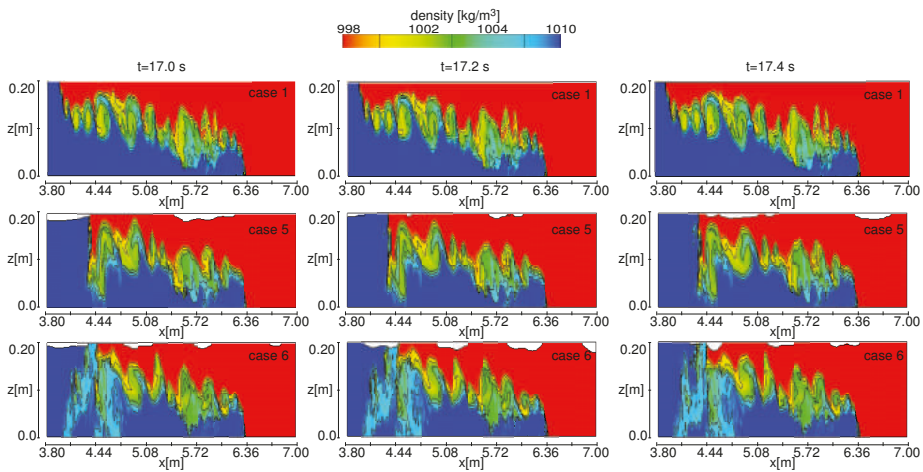 density [kg/m³]
998 1002 1004 1010
t=17.0 s t=17.2 s t=17.4 s
0.20 case 1 0.20 case 1 0.20 case 1
z[m] z[m] z[m]
0.0 0.0 0.0
3.80 4.44 5.08 5.72 6.36 7.00 3.80 4.44 5.08 5.72 6.36 7.00 3.80 4.44 5.08 5.72 6.36 7.00
x[m] x[m] x[m]
0.20 case 5 0.20 case 5 0.20 case 5
z[m] z[m] z[m]
0.0 0.0 0.0
3.80 4.44 5.08 5.72 6.36 7.00 3.80 4.44 5.08 5.72 6.36 7.00 3.80 4.44 5.08 5.72 6.36 7.00
x[m] x[m] x[m]
0.20 case 6 0.20 case 6 0.20 case 6
z[m] z[m] z[m]
0.0 0.0 0.0
3.80 4.44 5.08 5.72 6.36 7.00 3.80 4.44 5.08 5.72 6.36 7.00 3.80 4.44 5.08 5.72 6.36 7.00
x[m] x[m] x[m]